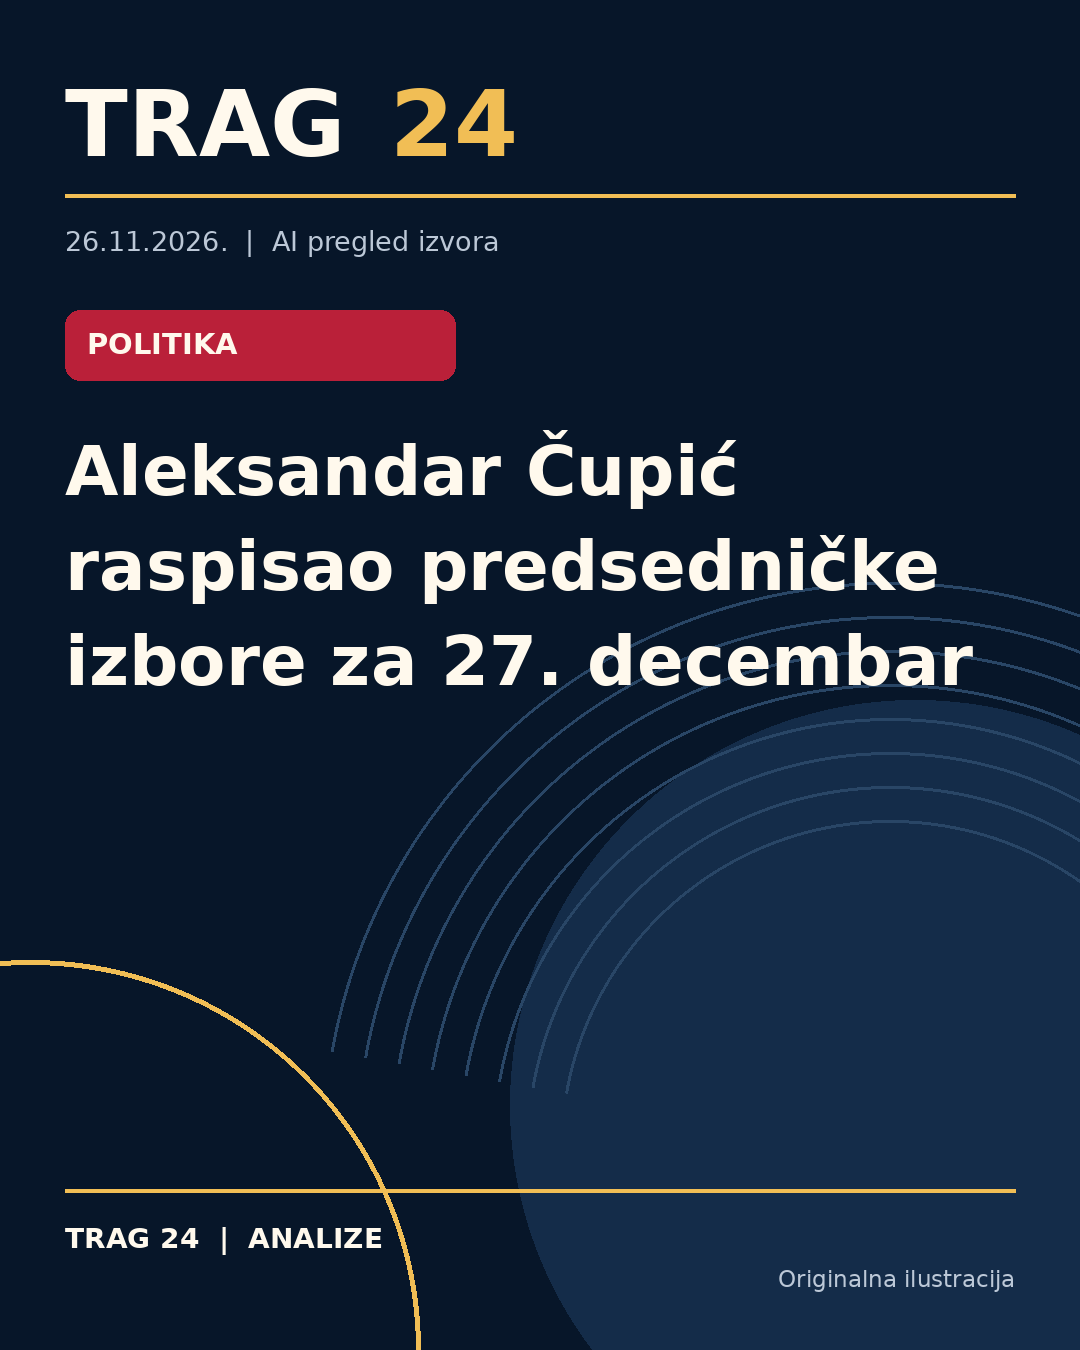 TRAG 24
26.11.2026. | AI pregled izvora
POLITIKA
Aleksandar Čupić
raspisao predsedničke
izbore za 27. decembar
TRAG 24 | ANALIZE
Originalna ilustracija